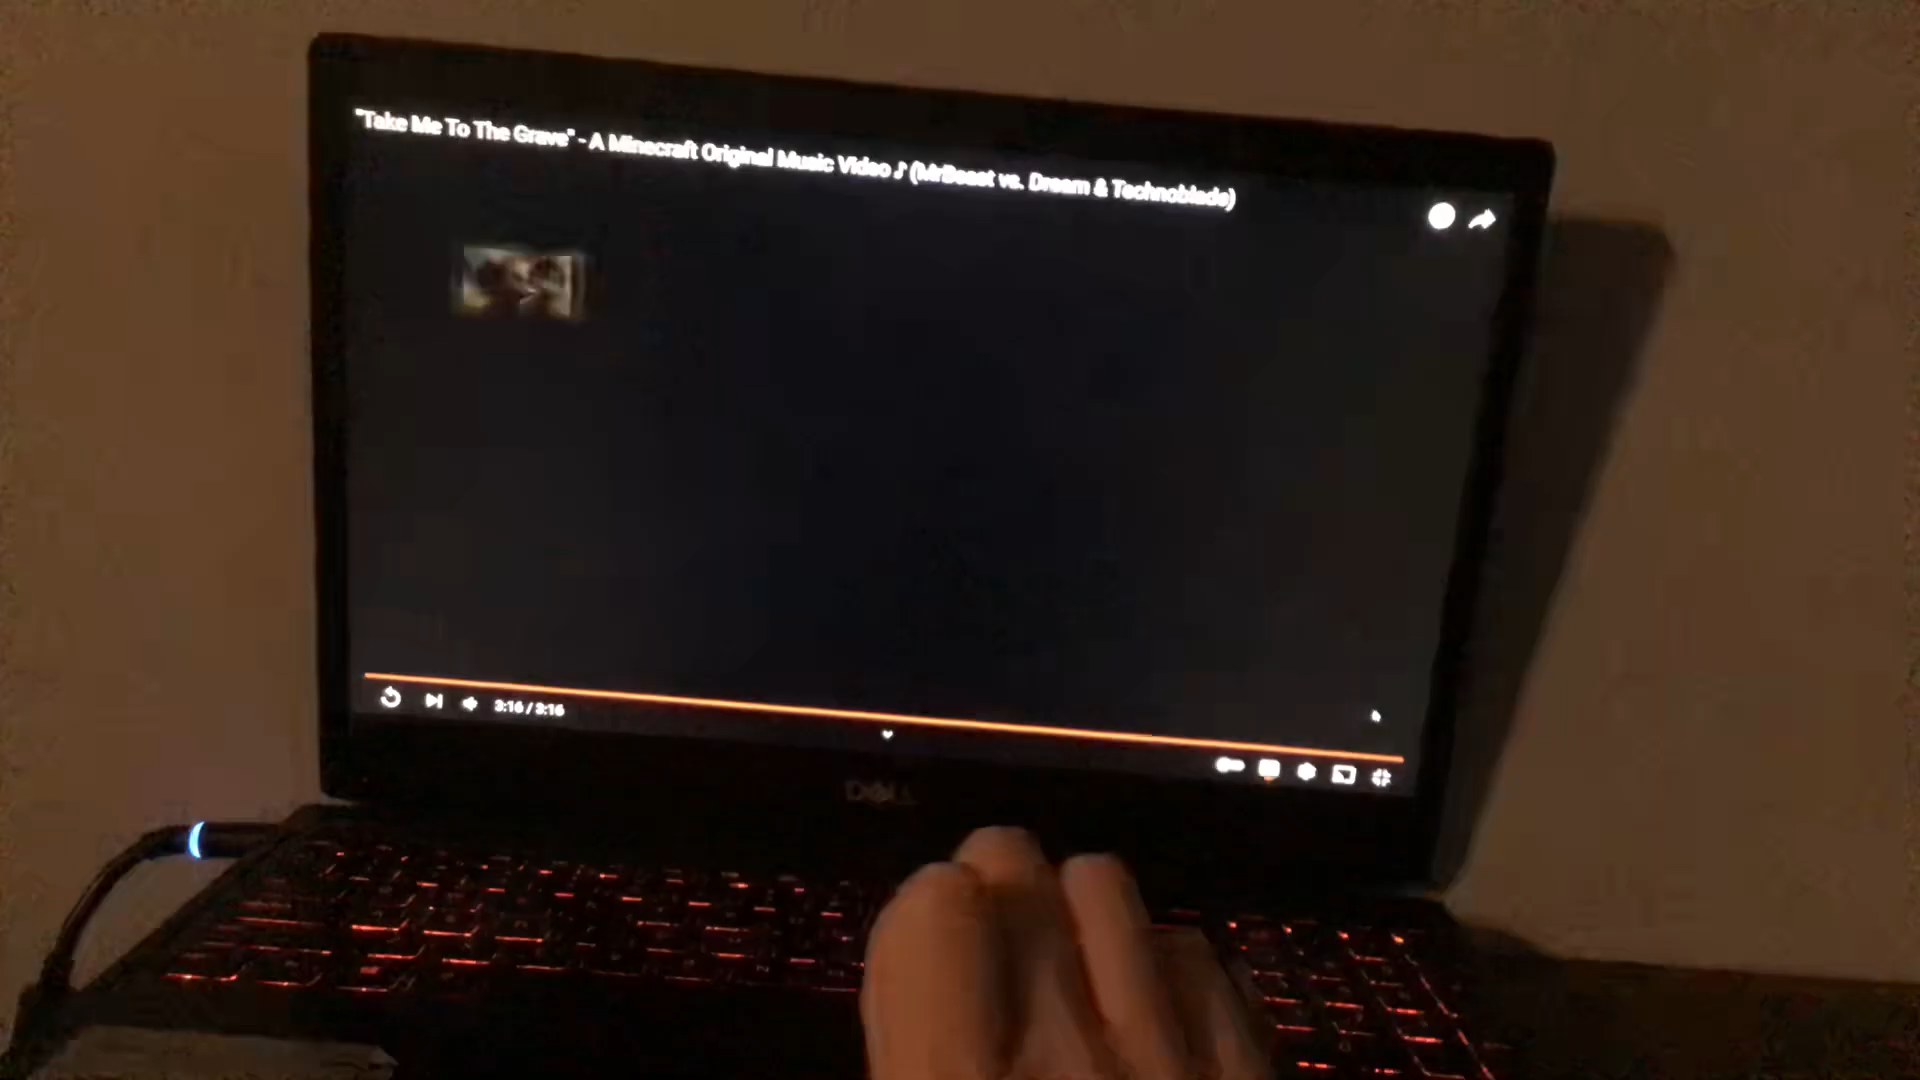 "Take Me To The Grave" - A Minecraft Original Music Video ♪ (MrBeast vs. Dream & Technoblade)
3:16 / 3:16
DELL